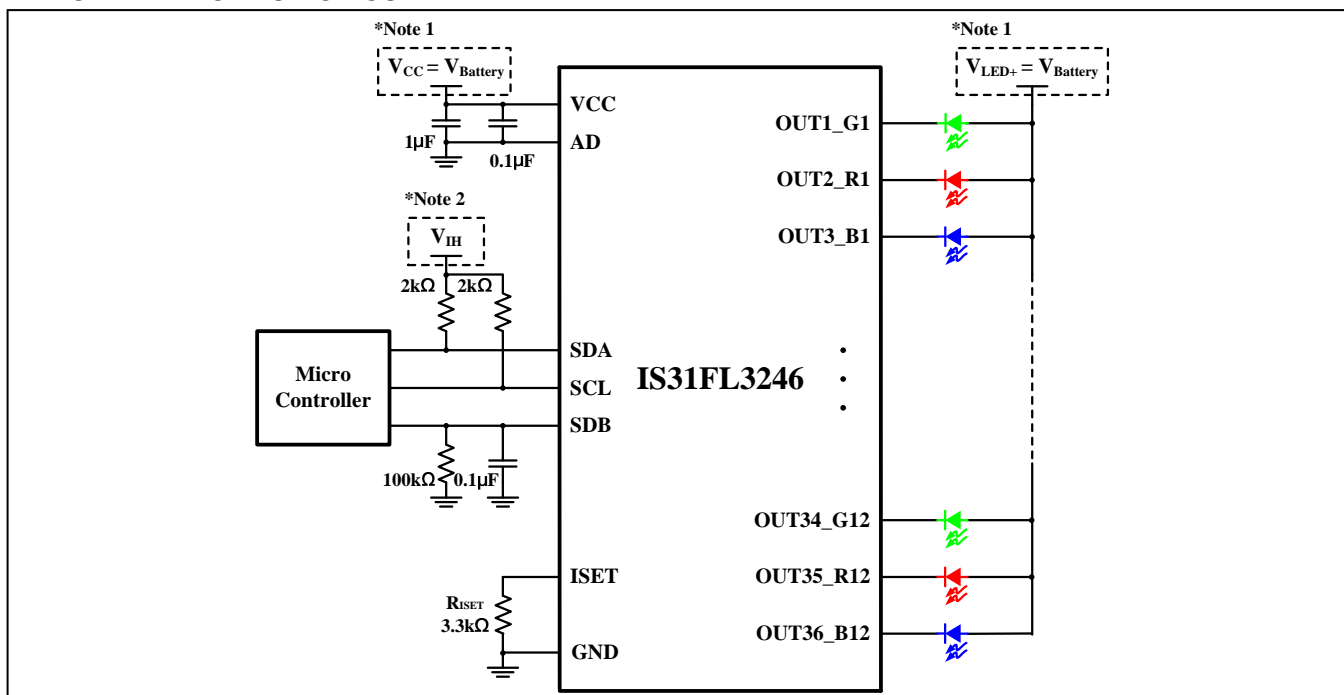 *Note 1
VCC = VBattery
1μF
0.1μF
*Note 2
VIH
2kΩ
2kΩ
Micro
Controller
100kΩ
0.1μF
RISET
3.3kΩ
VCC
AD
SDA
SCL
SDB
ISET
GND
IS31FL3246
OUT1_G1
OUT2_R1
OUT3_B1
OUT34_G12
OUT35_R12
OUT36_B12
*Note 1
VLED+ = VBattery